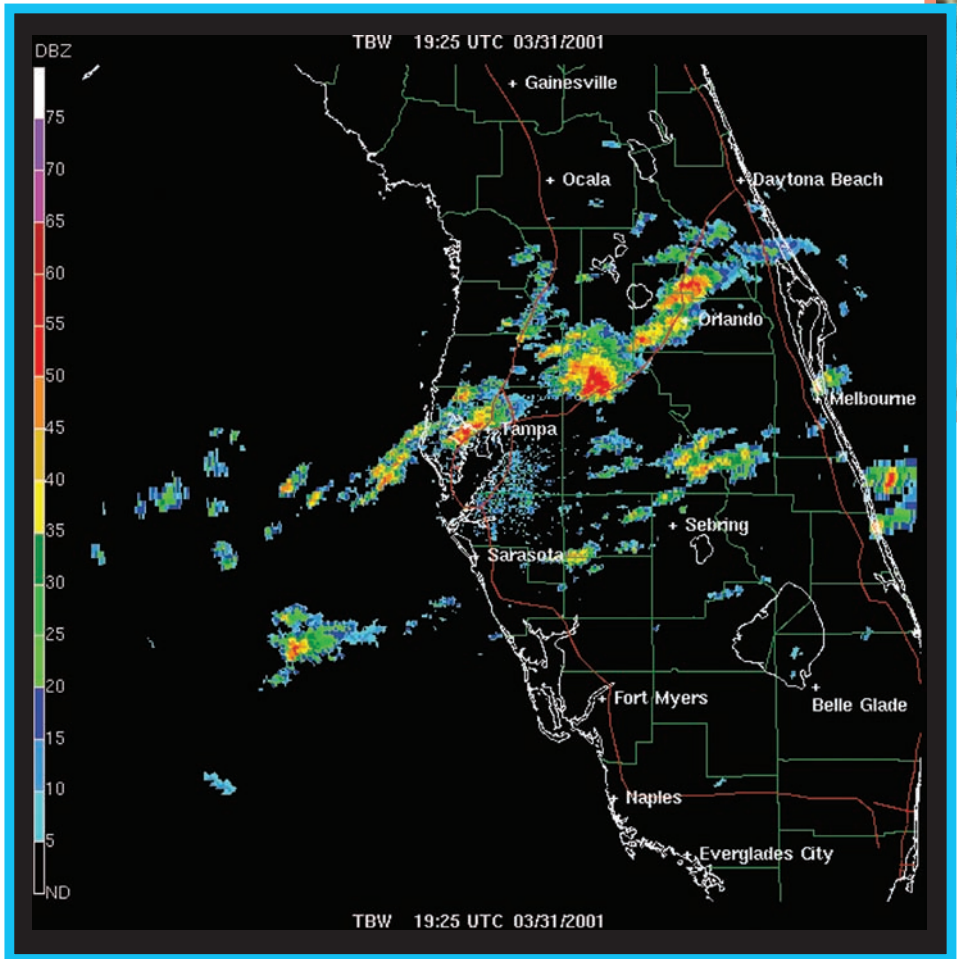 TBW 19:25 UTC 03/31/2001
DBZ
75
70
65
60
55
50
45
40
35
30
25
20
15
10
5
ND
Gainesville
Ocala
Daytona Beach
Orlando
Melbourne
Tampa
Sebring
Sarasota
Fort Myers
Belle Glade
Naples
Everglades City
TBW 19:25 UTC 03/31/2001